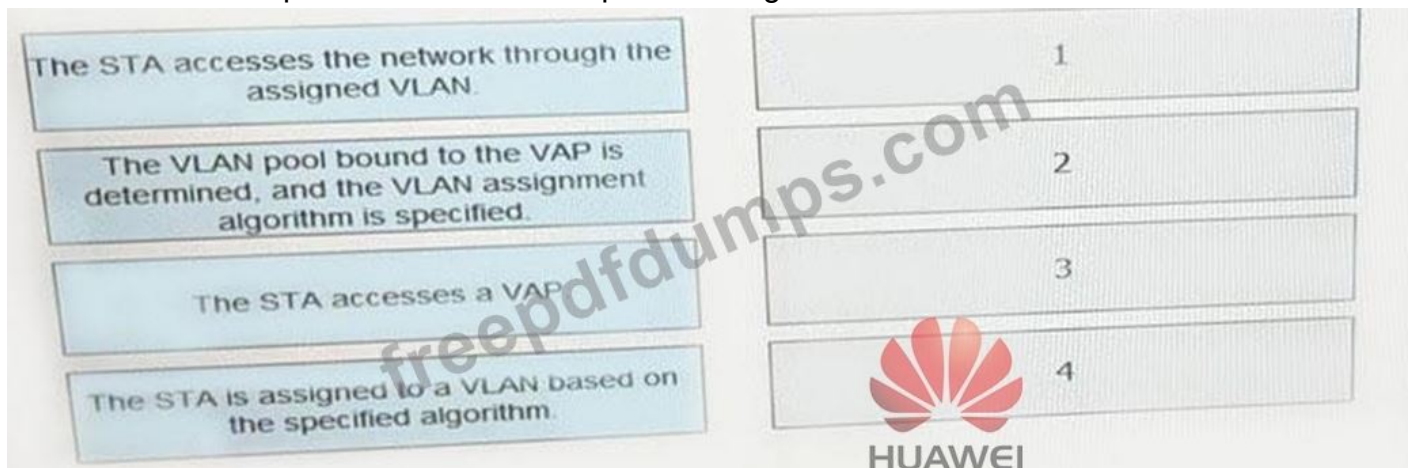 The STA accesses the network through the
assigned VLAN.
1
The VLAN pool bound to the VAP is
determined, and the VLAN assignment
algorithm is specified.
2
The STA accesses a VAP
3
The STA is assigned to a VLAN based on
the specified algorithm.
4
freepdfdumps.com
HUAWEI